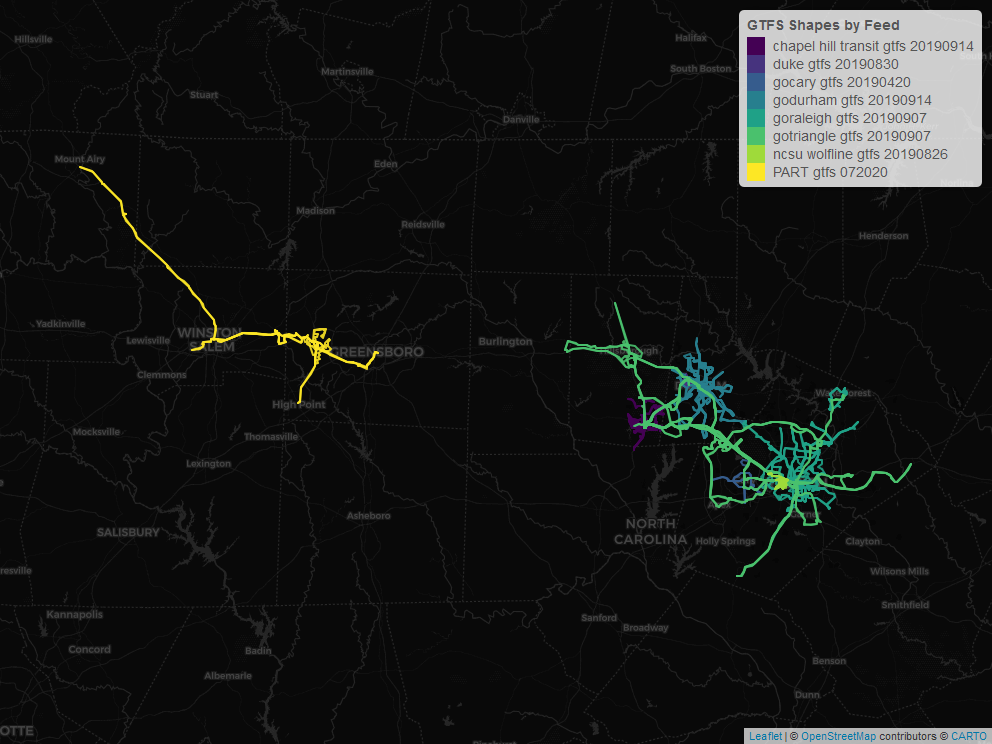 GTFS Shapes by Feed
chapel hill transit gtfs 20190914
duke gtfs 20190830
gocary gtfs 20190420
godurham gtfs 20190914
goraleigh gtfs 20190907
gotriangle gtfs 20190907
ncsu wolfline gtfs 20190826
PART gtfs 072020
Hillsville
Halifax
Martinsville
South Boston
Stuart
Danville
Mount Airy
Eden
Madison
Reidsville
Henderson
Yadkinville
Lewisville
WINSTON
SALEM
GREENSBORO
Burlington
Clemmons
High Point
Mocksville
Thomasville
Lexington
Asheboro
SALISBURY
NORTH
CAROLINA
Holly Springs
Clayton
Wilsons Mills
Smithfield
Sanford
Broadway
Kannapolis
Concord
Badin
Albemarle
Benson
Dunn
Leaflet | © OpenStreetMap contributors © CARTO